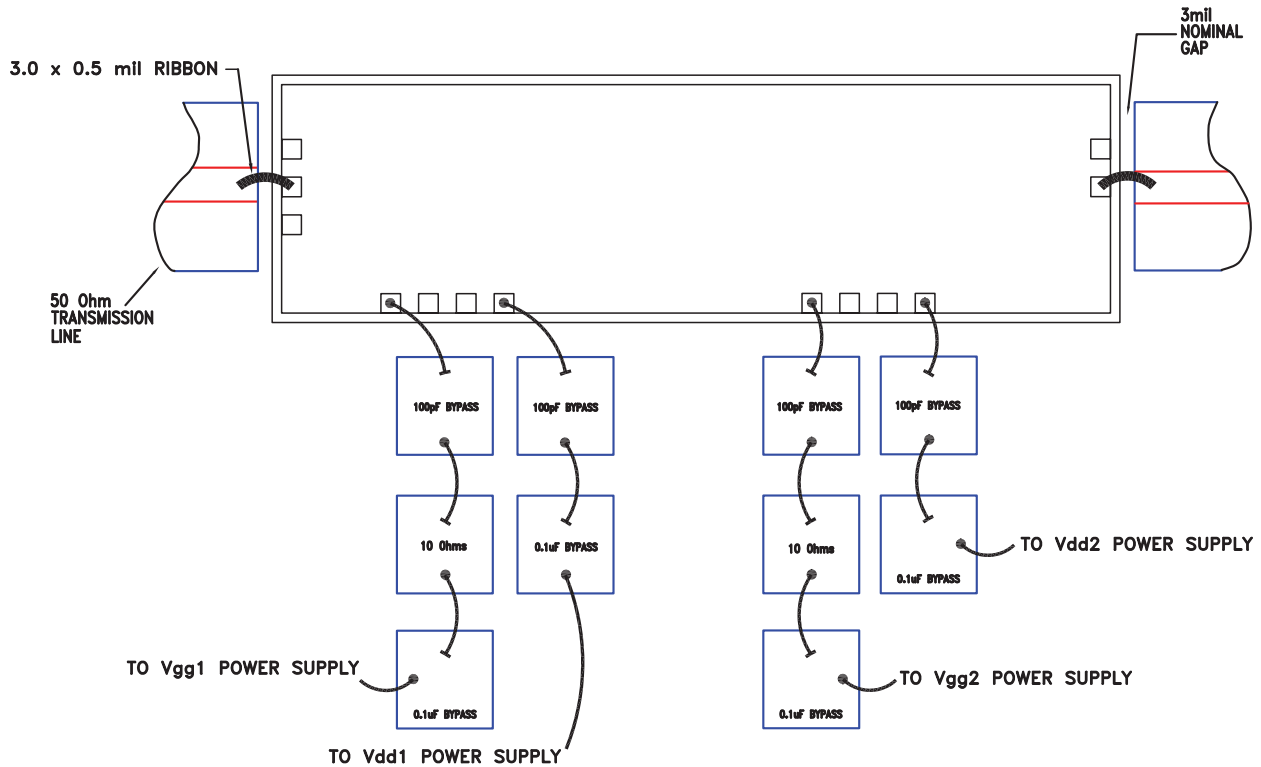 3mil
NOMINAL
GAP
3.0 x 0.5 mil RIBBON
50 Ohm
TRANSMISSION
LINE
100pF BYPASS
100pF BYPASS
100pF BYPASS
100pF BYPASS
10 Ohms
0.1uF BYPASS
10 Ohms
TO Vdd2 POWER SUPPLY
0.1uF BYPASS
TO Vgg1 POWER SUPPLY
TO Vgg2 POWER SUPPLY
0.1uF BYPASS
0.1uF BYPASS
TO Vdd1 POWER SUPPLY